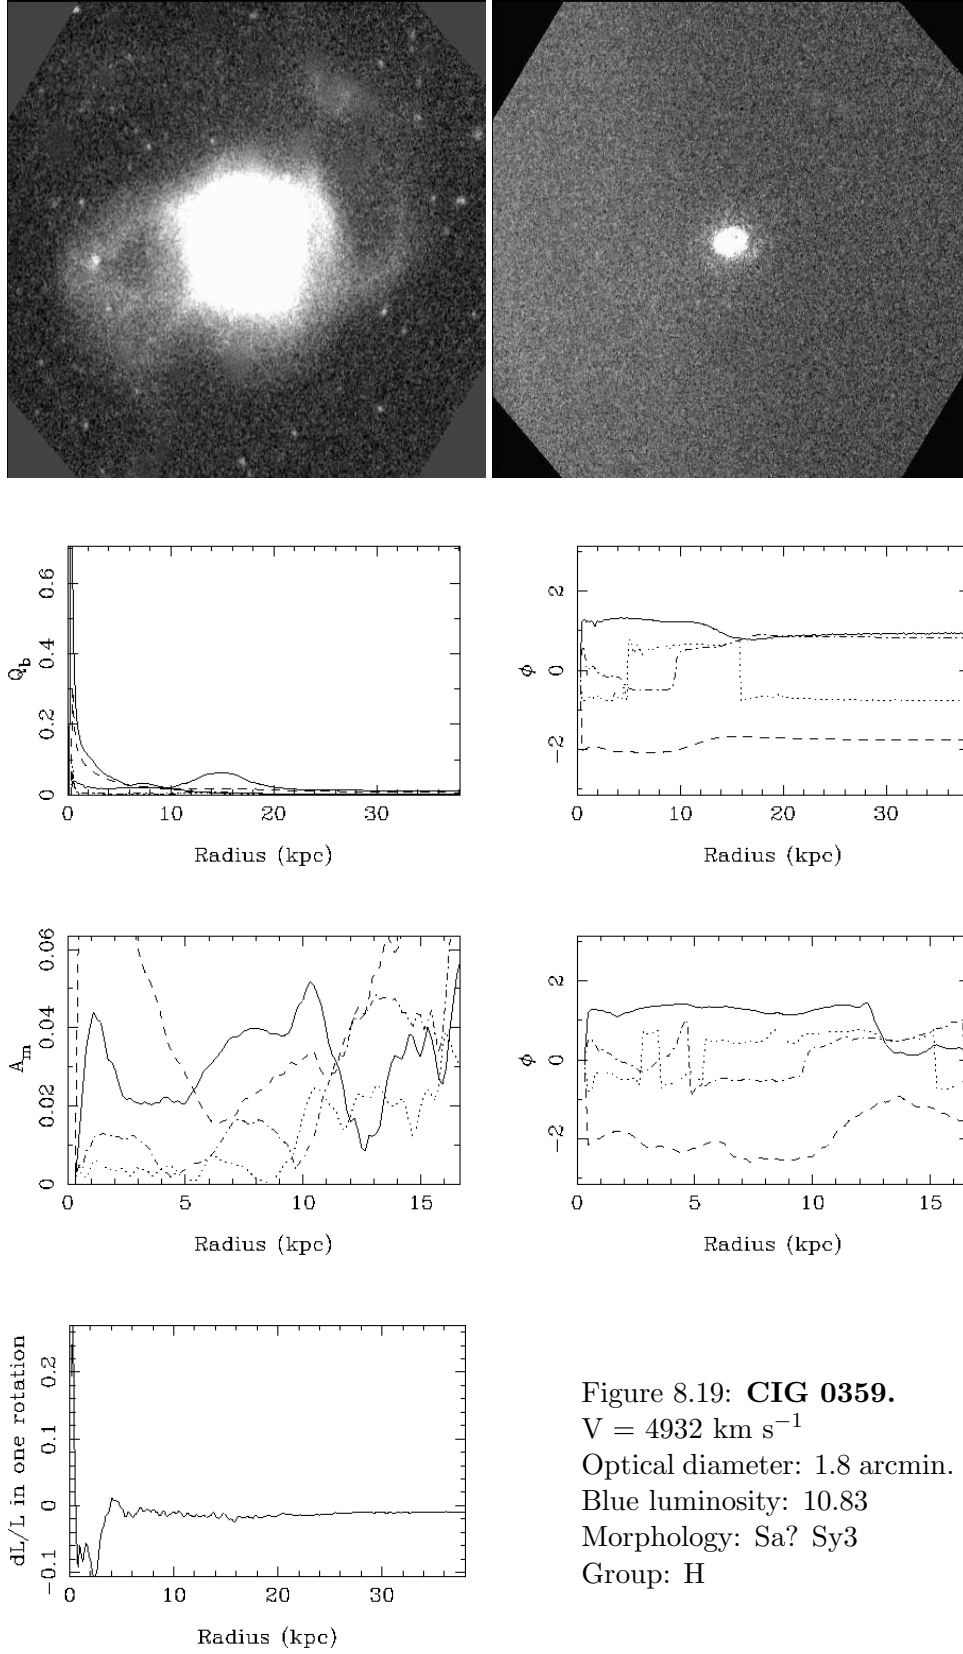 0 0.2 0.4 0.6
Q_b
0 10 20 30
Radius (kpc)
−2 0 2
ϕ
0 10 20 30
Radius (kpc)
0 0.02 0.04 0.06
A_m
0 5 10 15
Radius (kpc)
−2 0 2
ϕ
0 5 10 15
Radius (kpc)
−0.1 0 0.1 0.2
dL/L in one rotation
0 10 20 30
Radius (kpc)
Figure 8.19: CIG 0359.
V = 4932 km s⁻¹
Optical diameter: 1.8 arcmin.
Blue luminosity: 10.83
Morphology: Sa? Sy3
Group: H